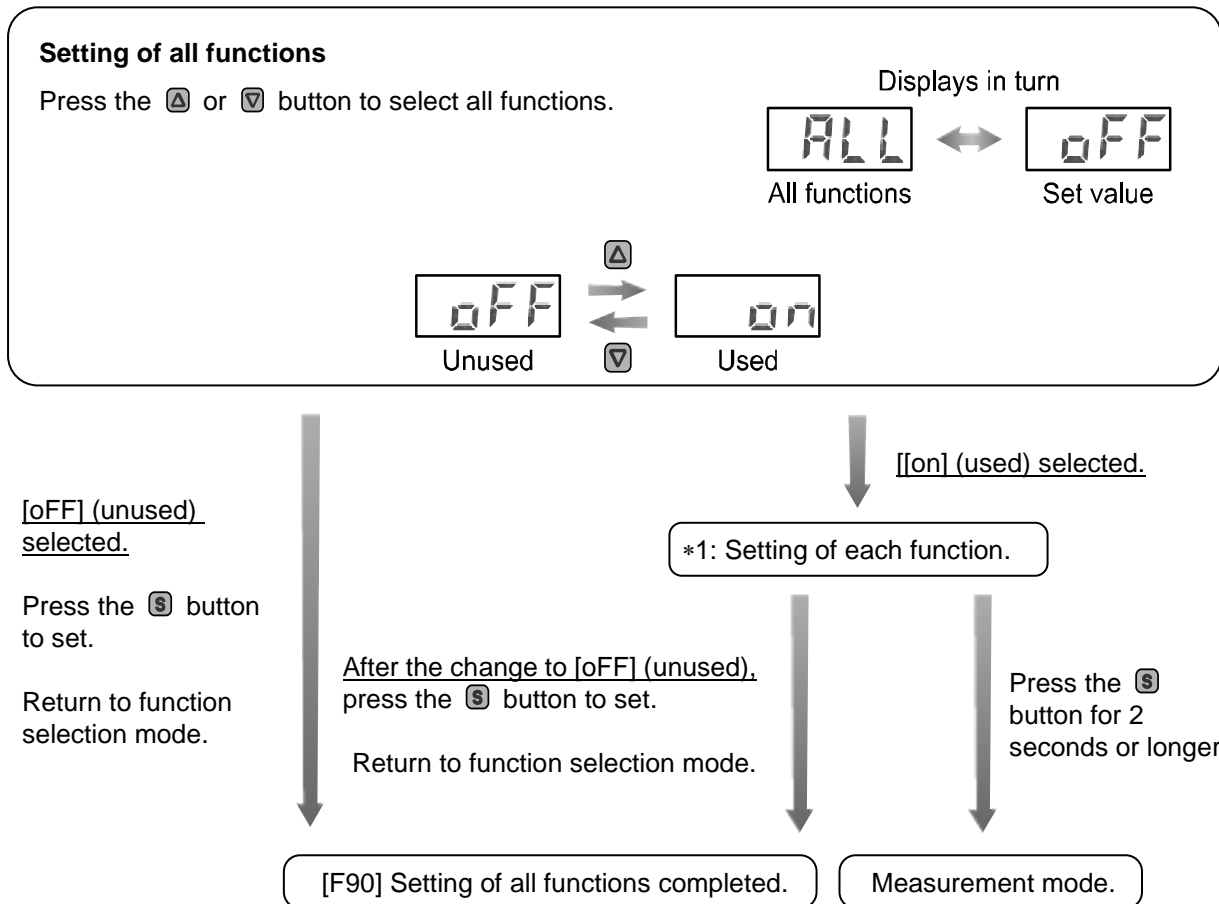 Setting of all functions
Press the △ or ▽ button to select all functions.
Displays in turn
ALL
oFF
All functions
Set value
△
oFF
on
Unused
▽
Used
[[on] (used) selected.
[oFF] (unused)
selected.
*1: Setting of each function.
Press the S button
to set.
After the change to [oFF] (unused),
press the S button to set.
Press the S
button for 2
seconds or longer
Return to function
selection mode.
Return to function selection mode.
[F90] Setting of all functions completed.
Measurement mode.